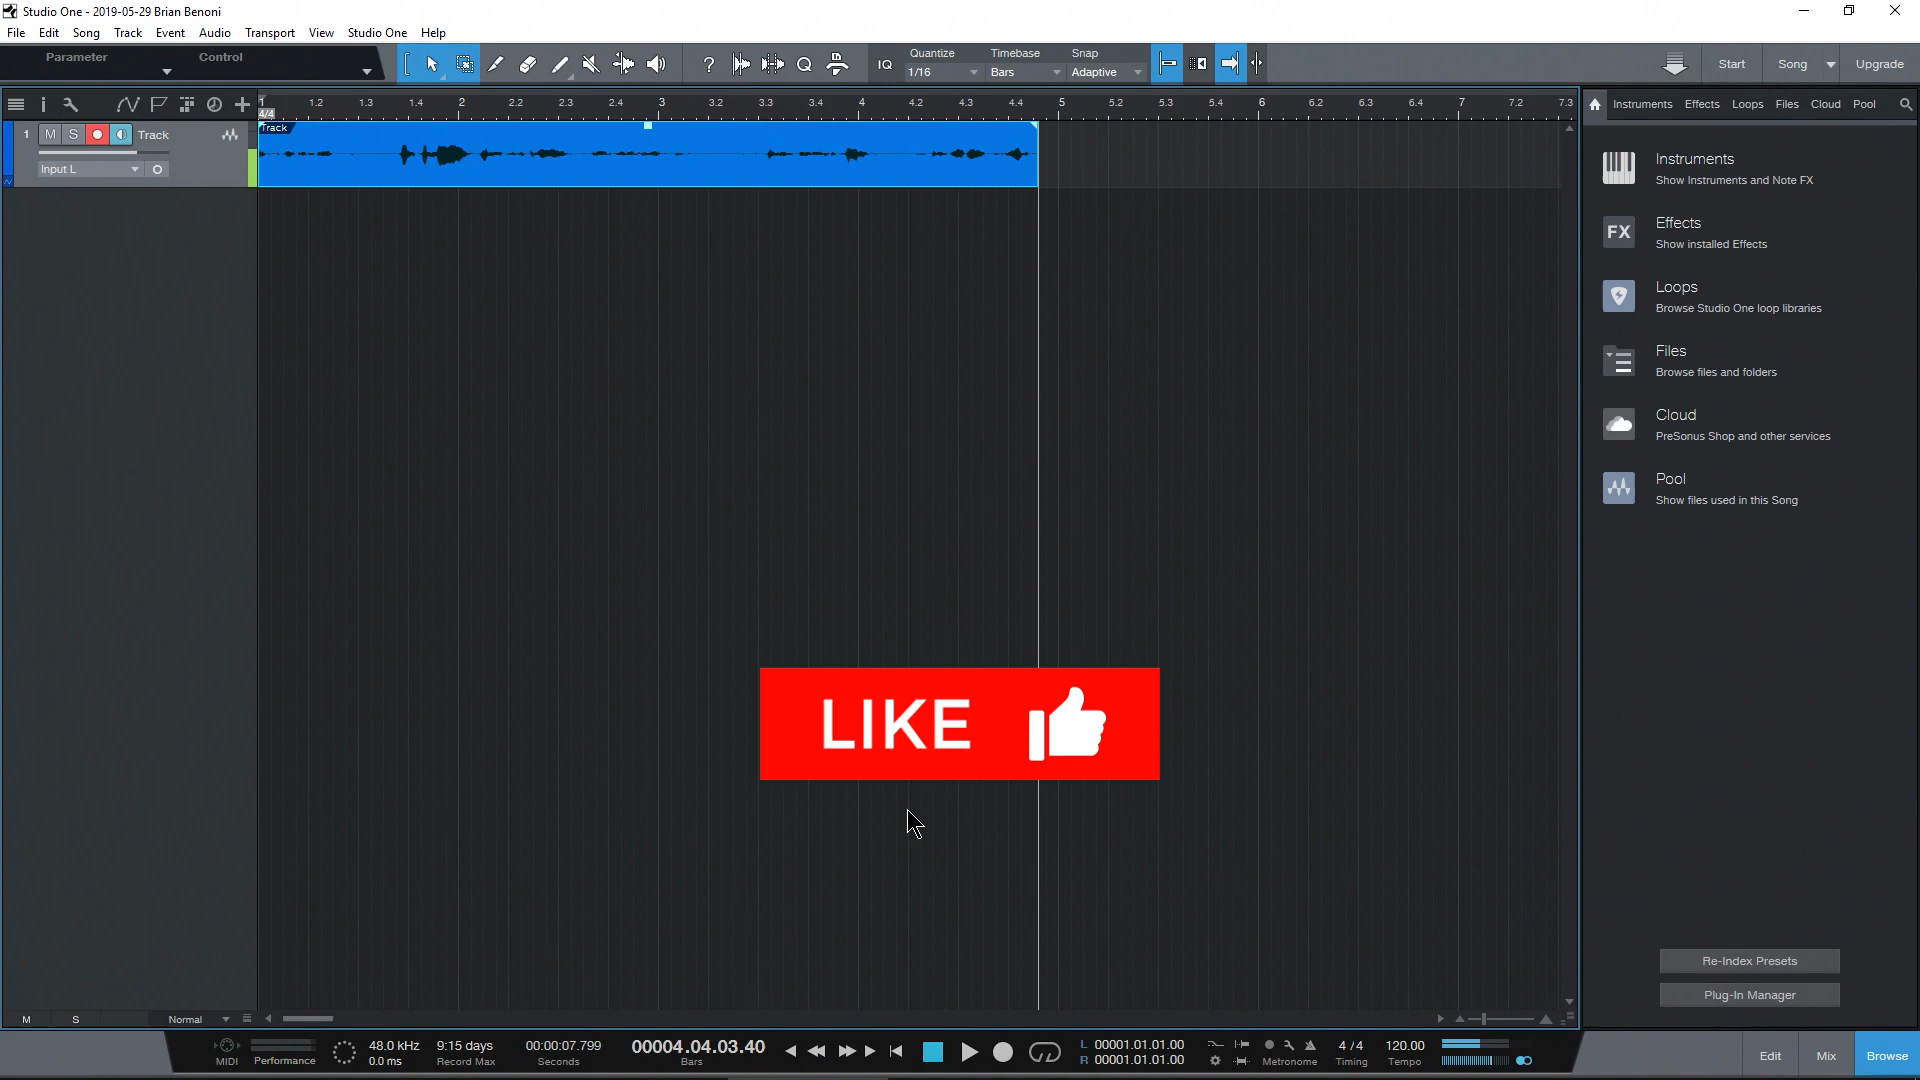 Studio One - 2019-05-29 Brian Benoni
File Edit Song Track Event Audio Transport View Studio One Help
Parameter Control
? IQ Quantize 1/16 Timebase Bars Snap Adaptive
Start Song Upgrade
1 1.2 1.3 1.4 2 2.2 2.3 2.4 3 3.2 3.3 3.4 4 4.2 4.3 4.4 5 5.2 5.3 5.4 6 6.2 6.3 6.4 7 7.2 7.3
4/4
Instruments Effects Loops Files Cloud Pool
1 M S Track
Track
Input L
Instruments
Show Instruments and Note FX
FX
Effects
Show installed Effects
Loops
Browse Studio One loop libraries
Files
Browse files and folders
Cloud
PreSonus Shop and other services
Pool
Show files used in this Song
LIKE
Re-Index Presets
Plug-In Manager
M S Normal
MIDI Performance
48.0 kHz
0.0 ms
9:15 days
Record Max
00:00:07.799
Seconds
00004.04.03.40
Bars
L 00001.01.01.00
R 00001.01.01.00
Metronome
4 / 4
Timing
120.00
Tempo
Edit Mix Browse